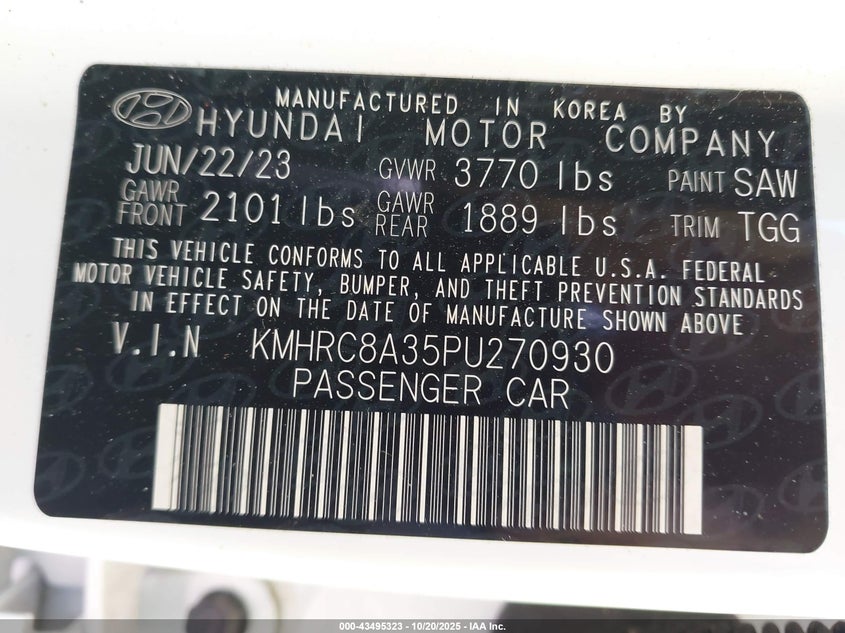 MANUFACTURED IN KOREA BY
HYUNDAI MOTOR COMPANY
JUN/22/23 GVWR 3770 lbs PAINT SAW
GAWR FRONT 2101 lbs GAWR REAR 1889 lbs TRIM TGG
THIS VEHICLE CONFORMS TO ALL APPLICABLE U.S.A. FEDERAL
MOTOR VEHICLE SAFETY, BUMPER, AND THEFT PREVENTION STANDARDS
IN EFFECT ON THE DATE OF MANUFACTURE SHOWN ABOVE
V.I.N KMHRC8A35PU270930
PASSENGER CAR
000-43495323 | 10/20/2025 | IAA Inc.